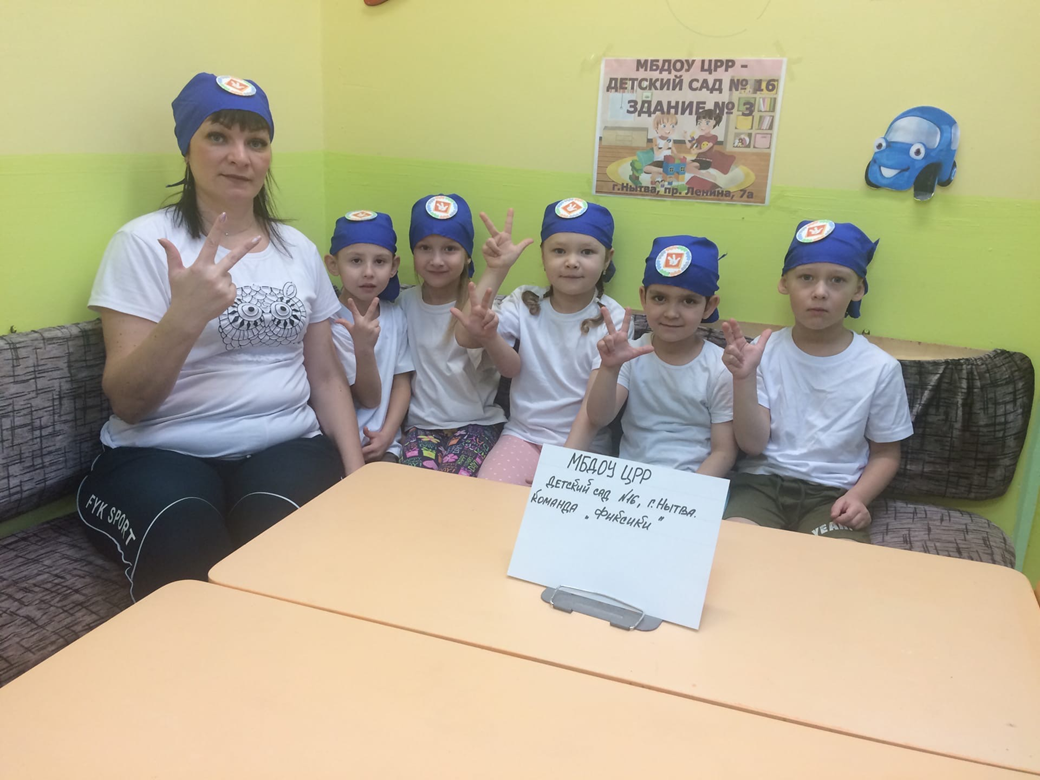 МБДОУ ЦРР -
ДЕТСКИЙ САД № 16
ЗДАНИЕ № 3
г.Нытва, пр. Ленина, 7а
FYK SPORT
МБДОУ ЦРР
ДЕТСКИЙ САД №16, г.НЫТВА.
КОМАНДА „ФИКСИКИ"
YEAH